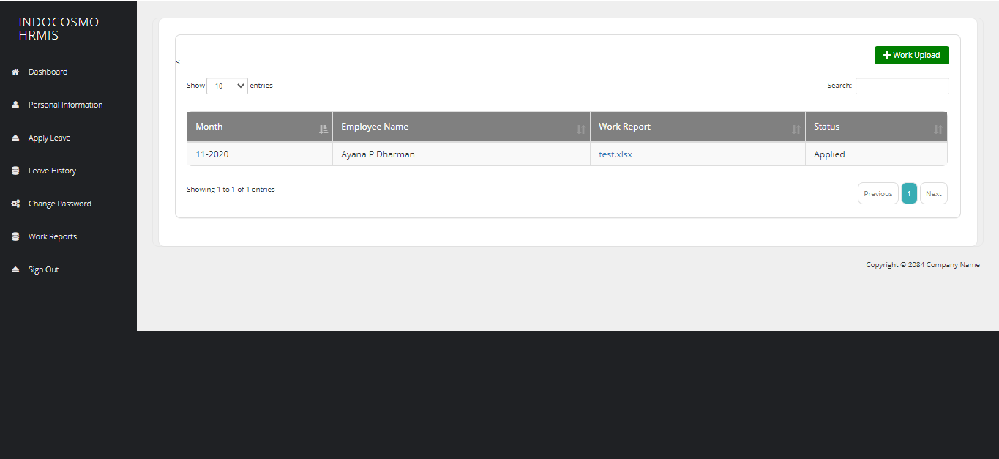 INDOCOSMO
HRMIS
Dashboard
Personal Information
Apply Leave
Leave History
Change Password
Work Reports
Sign Out
Work Upload
<
Show 10 entries
Search:
Month Employee Name Work Report Status
11-2020 Ayana P Dharman test.xlsx Applied
Showing 1 to 1 of 1 entries
Previous 1 Next
Copyright © 2084 Company Name